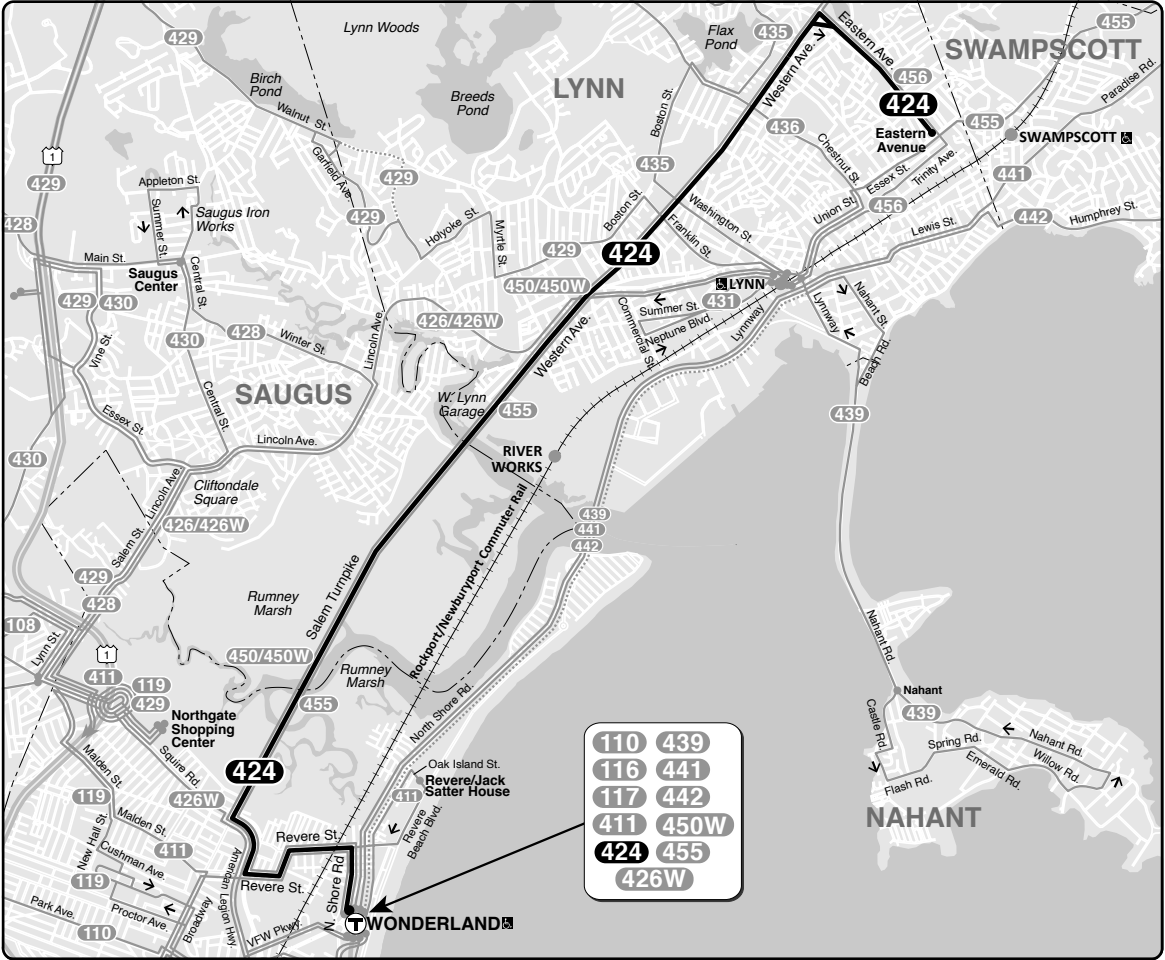 429
Lynn Woods
Flax
Pond
435
Eastern Ave.
455
SWAMPSCOTT
Birch
Pond
LYNN
Breeds
Pond
Western Ave.
456
424
Paradise Rd.
Walnut St.
Boston St.
436
Eastern
Avenue
455
SWAMPSCOTT
1
429
Garfield Ave.
435
Chestnut St.
Essex St.
Trinity Ave.
441
Appleton St.
Summer St.
Saugus Iron
Works
429
429
Holyoke St.
Myrtle St.
Boston St.
Washington St.
Franklin St.
Union St.
456
Lewis St.
442
Humphrey St.
428
Main St.
Saugus
Center
Central St.
429
424
450/450W
LYNN
429
430
Summer St.
431
Neptune Blvd.
Commercial St.
Lynnway
Lynnway
Nahant St.
Beach Rd.
426/426W
Lincoln Ave.
Western Ave.
430
428
Winter St.
Vine St.
SAUGUS
Central St.
Essex St.
Lincoln Ave.
W. Lynn
Garage
455
439
430
RIVER
WORKS
Cliftondale
Square
Lincoln Ave.
426/426W
Salem St.
439
441
442
Rockport/Newburyport Commuter Rail
Salem Turnpike
429
428
Rumney
Marsh
108
Lynn St.
1
450/450W
Rumney
Marsh
Nahant Rd.
411
119
429
455
North Shore Rd.
Nahant
439
Castle Rd.
Northgate
Shopping
Center
Squire Rd.
Malden St.
424
Oak Island St.
Revere/Jack
Satter House
Spring Rd.
Nahant Rd.
Willow Rd.
Emerald Rd.
Flash Rd.
NAHANT
110 439
116 441
117 442
411 450W
424 455
426W
119
426W
411
Revere
Beach Blvd.
Malden St.
New Hall St.
411
Revere St.
Cushman Ave.
119
American Legion Hwy.
Revere St.
N. Shore Rd
Park Ave.
Proctor Ave.
Broadway
110
VFW Pkwy.
T
WONDERLAND